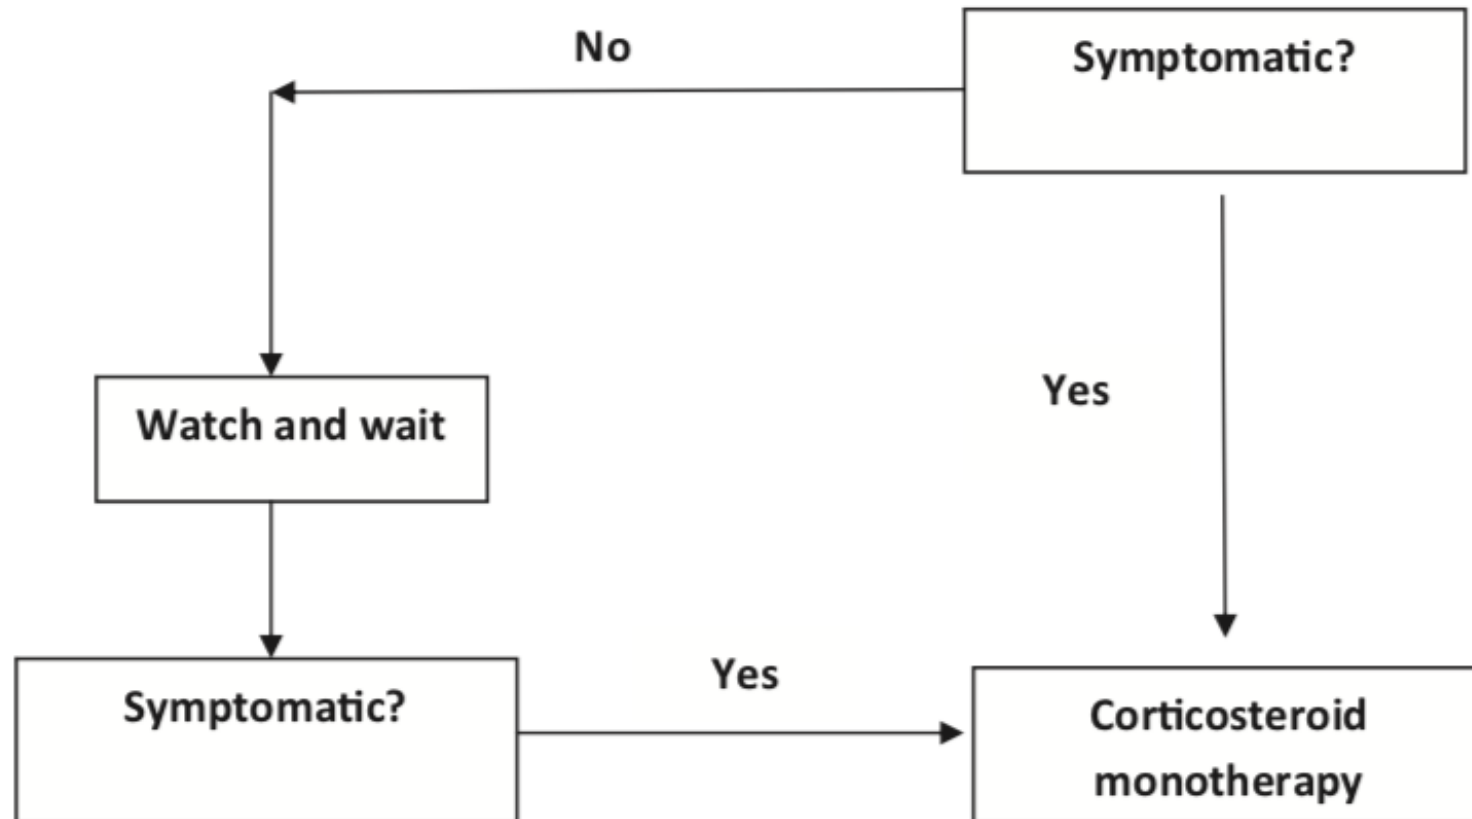 No
Symptomatic?
Watch and wait
Yes
Symptomatic?
Yes
Corticosteroid
monotherapy